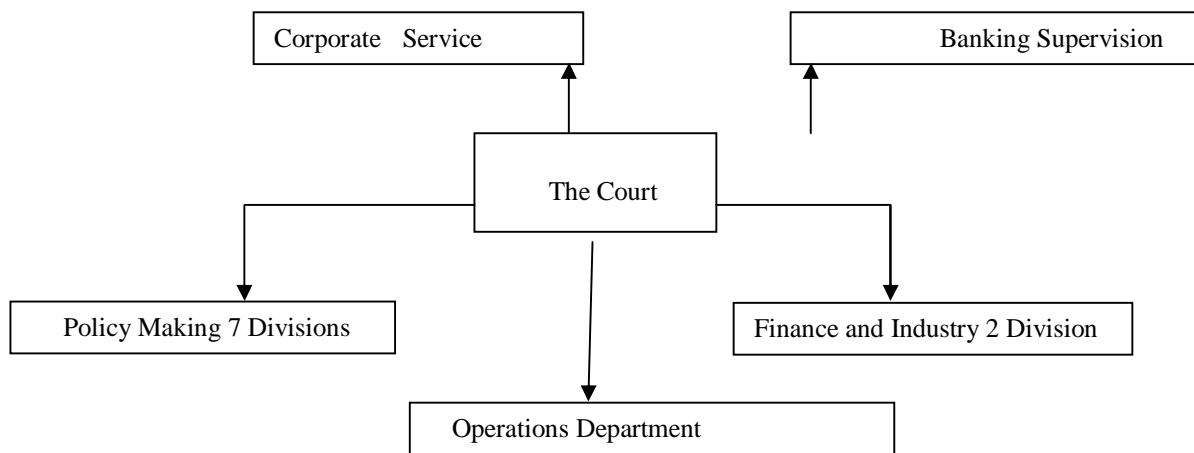 Corporate Service
Banking Supervision
The Court
Policy Making 7 Divisions
Finance and Industry 2 Division
Operations Department